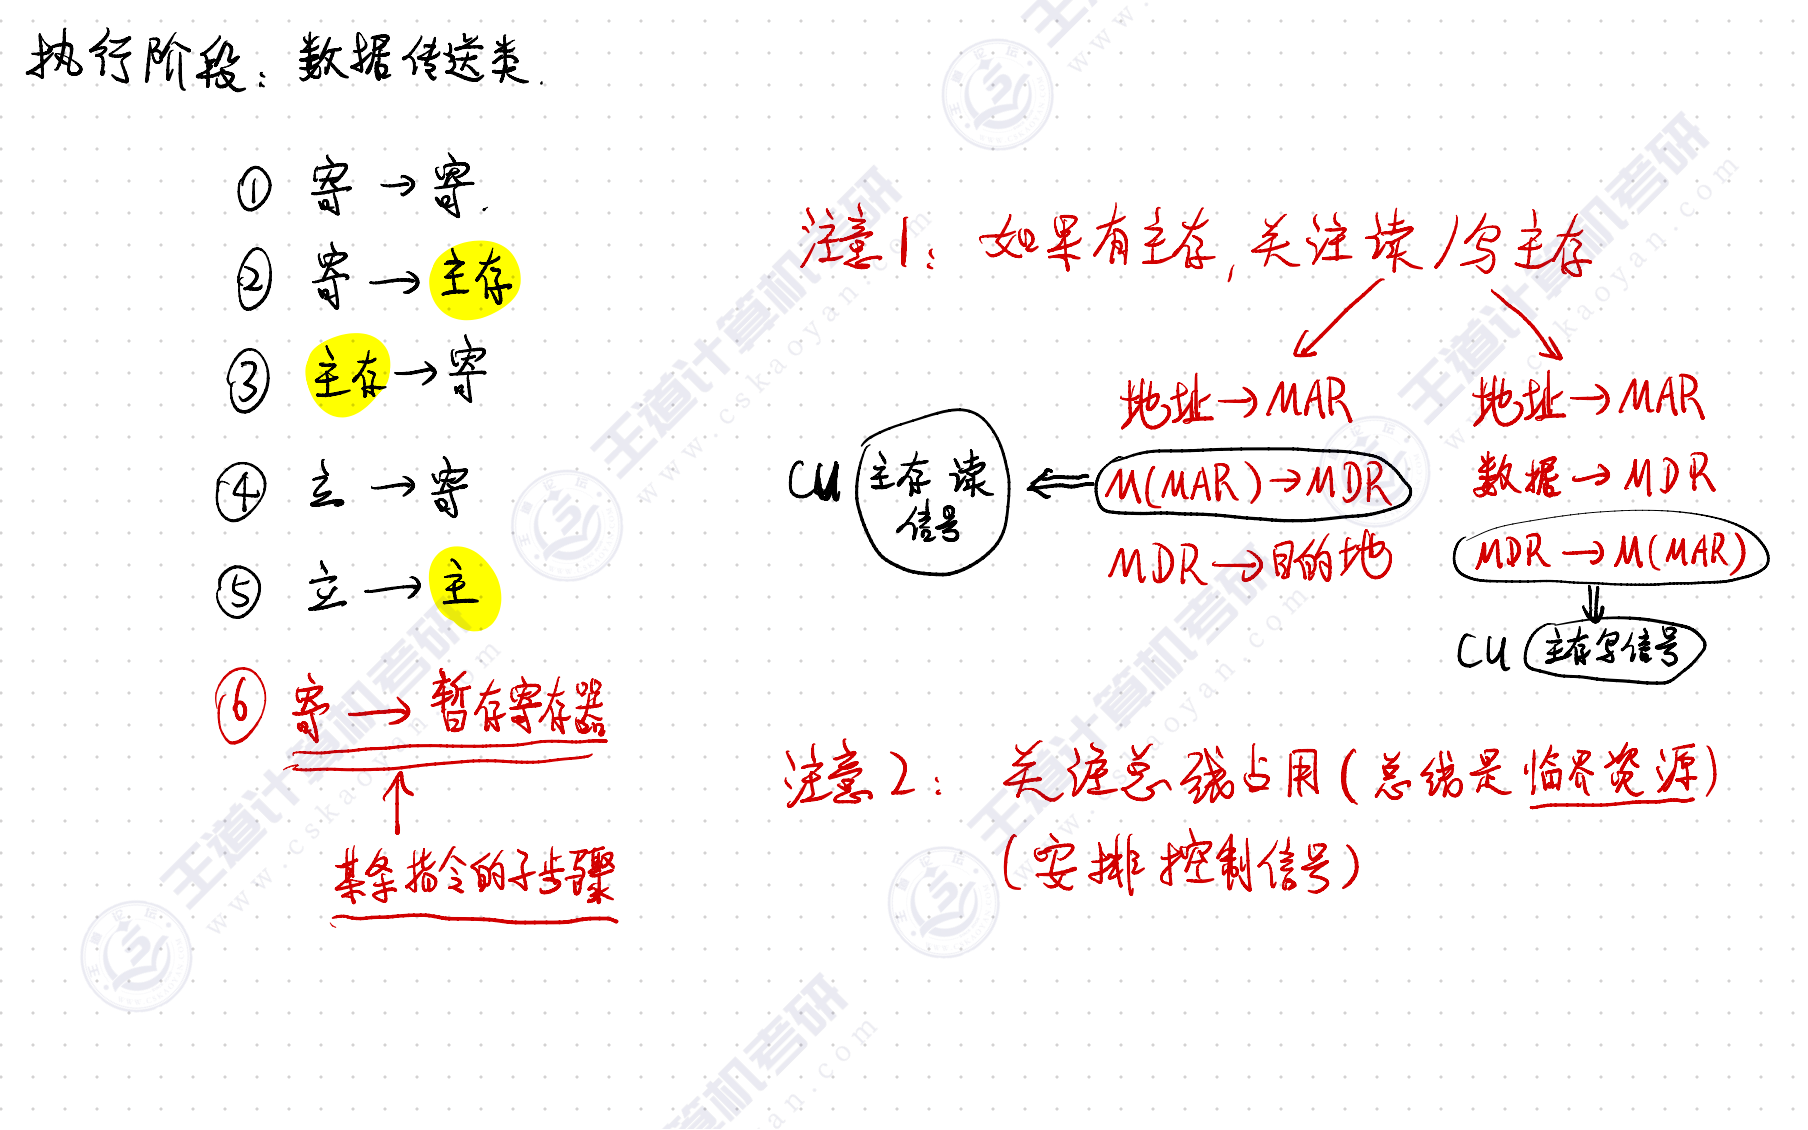 执行阶段：数据传送类.
① 寄 → 寄.
② 寄 → 主存
③ 主存 → 寄
④ 立 → 寄
⑤ 立 → 主
⑥ 寄 → 暂存寄存器
↑
某条指令的子步骤
注意1：如果有主存,关注读/写主存
地址→MAR
M(MAR)→MDR
MDR→目的地
CU 主存读
信号
地址→MAR
数据→MDR
MDR→M(MAR)
CU 主存写信号
注意2：关注总线占用(总线是临界资源)
(安排控制信号)
王道计算机考研
www.cskaoyan.com